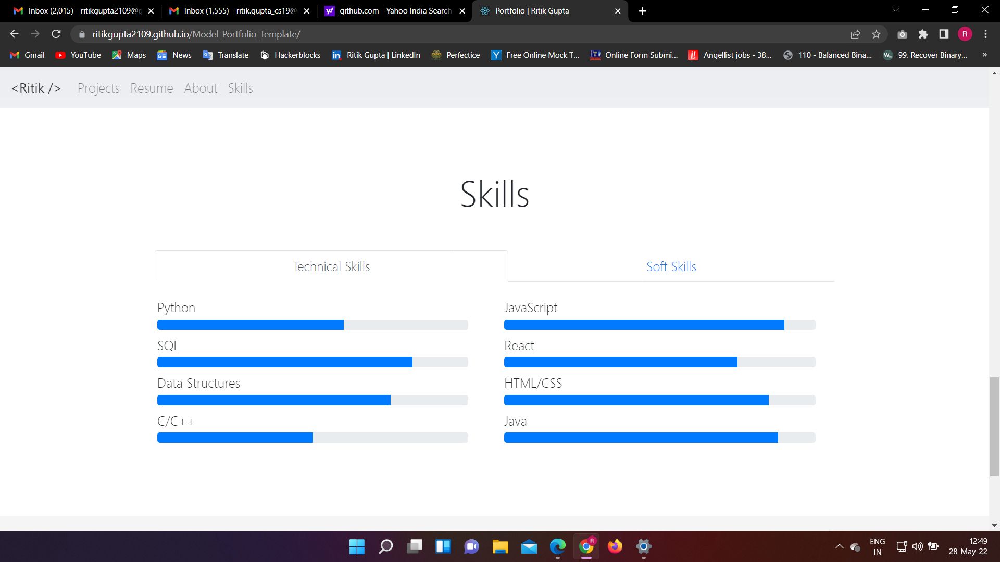 Inbox (2,015) - ritikgupta2109@g
Inbox (1,555) - ritik.gupta_cs19@
github.com - Yahoo India Search
Portfolio | Ritik Gupta
ritikgupta2109.github.io/Model_Portfolio_Template/
R
Gmail
YouTube
Maps
News
Translate
Hackerblocks
Ritik Gupta | LinkedIn
Perfectice
Free Online Mock T...
Online Form Submi...
Angellist jobs - 38...
110 - Balanced Bina...
99. Recover Binary...
»
<Ritik />
Projects
Resume
About
Skills
Skills
Technical Skills
Soft Skills
Python
JavaScript
SQL
React
Data Structures
HTML/CSS
C/C++
Java
ENG
IN
12:49
28-May-22